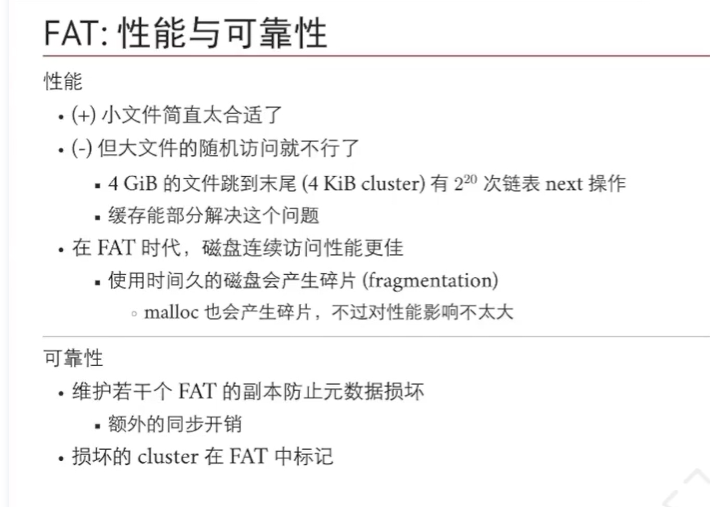 FAT: 性能与可靠性
性能
• (+) 小文件简直太合适了
• (-) 但大文件的随机访问就不行了
▪ 4 GiB 的文件跳到末尾 (4 KiB cluster) 有 2²⁰ 次链表 next 操作
▪ 缓存能部分解决这个问题
• 在 FAT 时代，磁盘连续访问性能更佳
▪ 使用时间久的磁盘会产生碎片 (fragmentation)
◦ malloc 也会产生碎片，不过对性能影响不太大
可靠性
• 维护若干个 FAT 的副本防止元数据损坏
▪ 额外的同步开销
• 损坏的 cluster 在 FAT 中标记